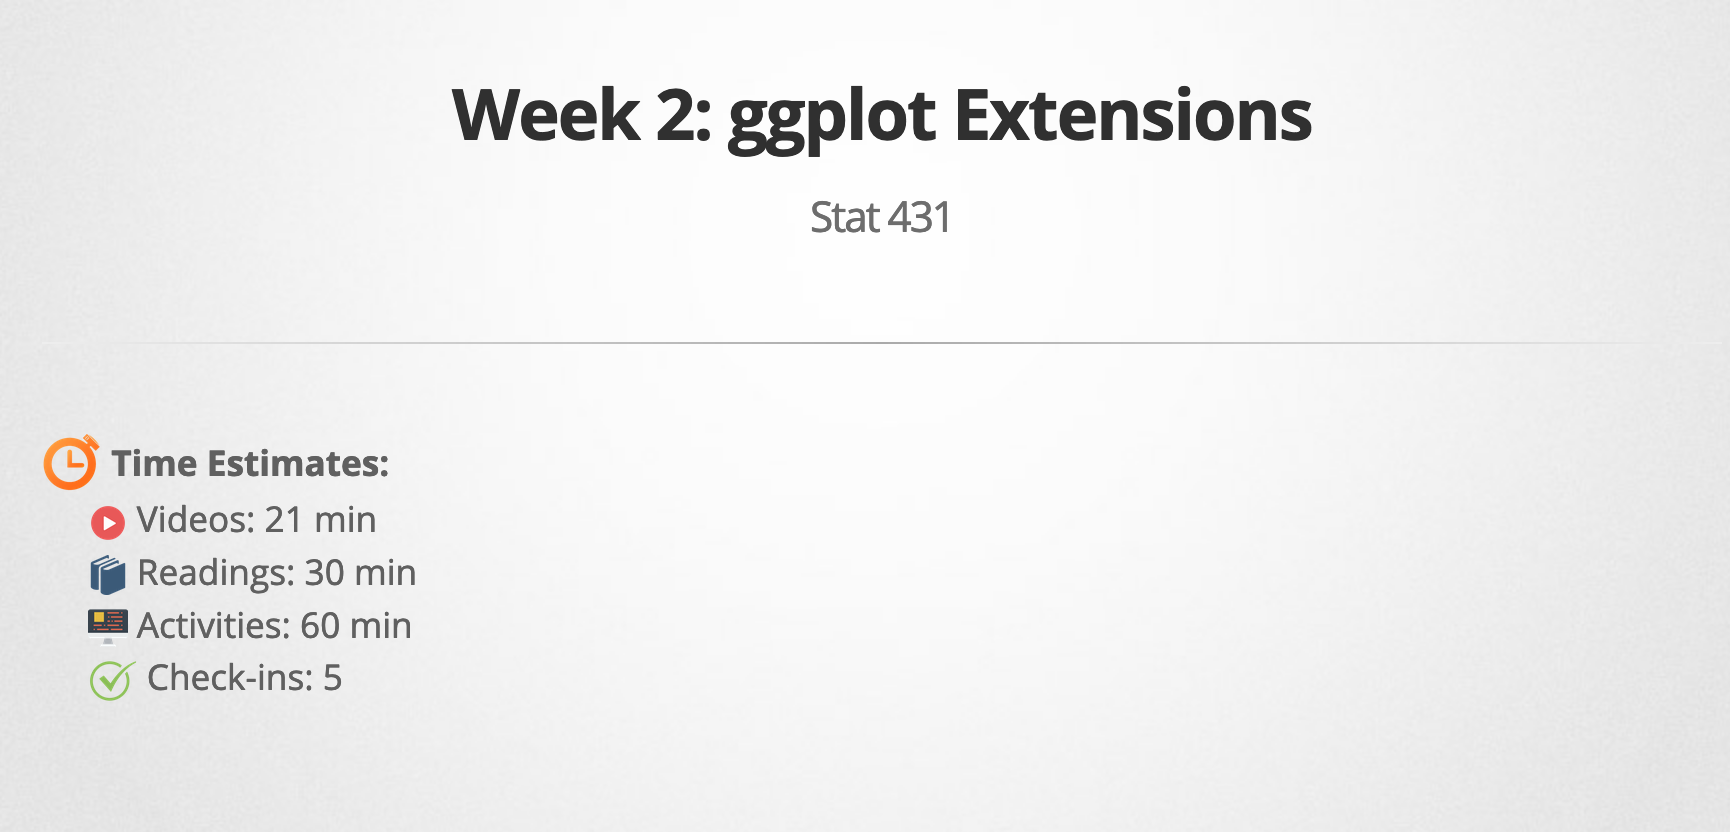 Week 2: ggplot Extensions
Stat 431
Time Estimates:
Videos: 21 min
Readings: 30 min
Activities: 60 min
Check-ins: 5